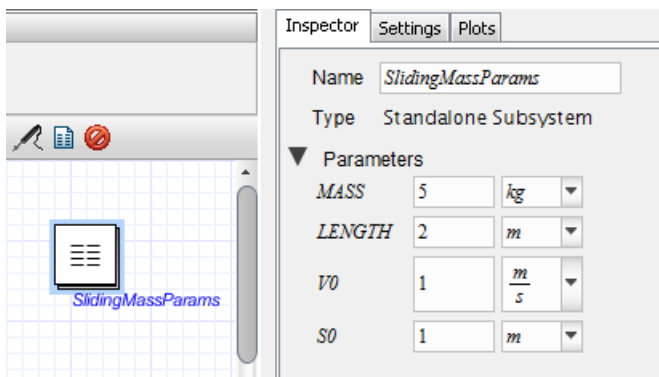 Inspector Settings Plots
Name SlidingMassParams
Type Standalone Subsystem
Parameters
MASS 5 kg
LENGTH 2 m
V0 1 m/s
S0 1 m
SlidingMassParams